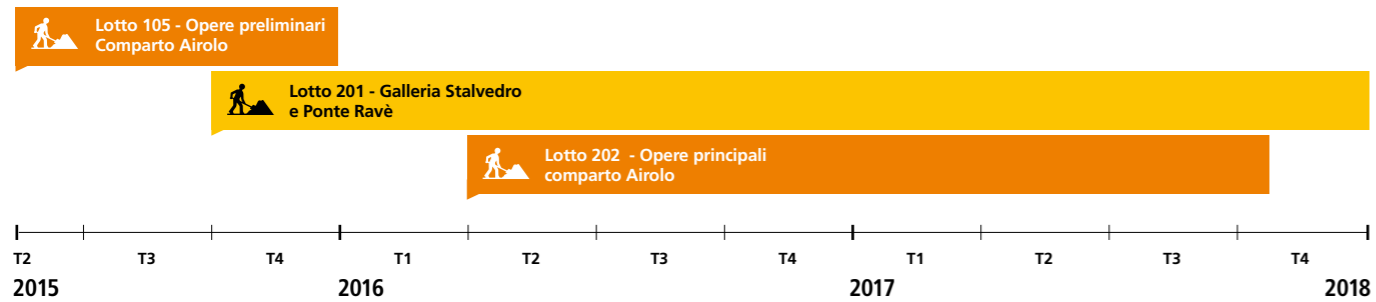 Lotto 105 - Opere preliminari
Comparto Airolo
Lotto 201 - Galleria Stalvedro
e Ponte Ravè
Lotto 202 - Opere principali
comparto Airolo
T2 T3 T4 T1 T2 T3 T4 T1 T2 T3 T4
2015 2016 2017 2018